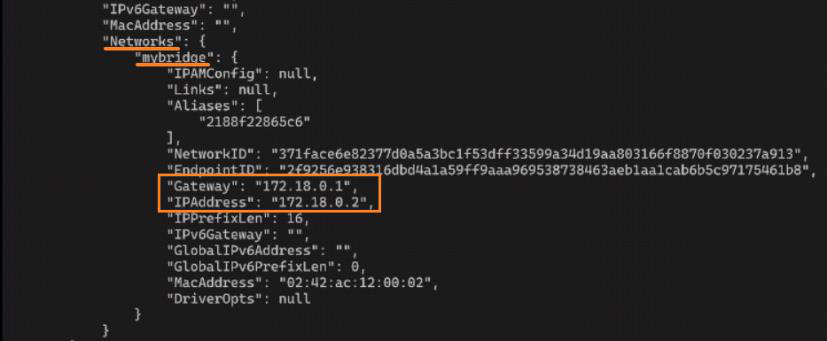 "IPv6Gateway": "",
"MacAddress": "",
"Networks": {
"mybridge": {
"IPAMConfig": null,
"Links": null,
"Aliases": [
"2188f22865c6"
],
"NetworkID": "371face6e82377d0a5a3bc1f53dff33599a34d19aa803166f8870f030237a913",
"EndpointID": "2f9256e938316dbd4a1a59ff9aaa969538738463aeb1aa1cab6b5c97175461b8",
"Gateway": "172.18.0.1",
"IPAddress": "172.18.0.2",
"IPPrefixLen": 16,
"IPv6Gateway": "",
"GlobalIPv6Address": "",
"GlobalIPv6PrefixLen": 0,
"MacAddress": "02:42:ac:12:00:02",
"DriverOpts": null
}
}